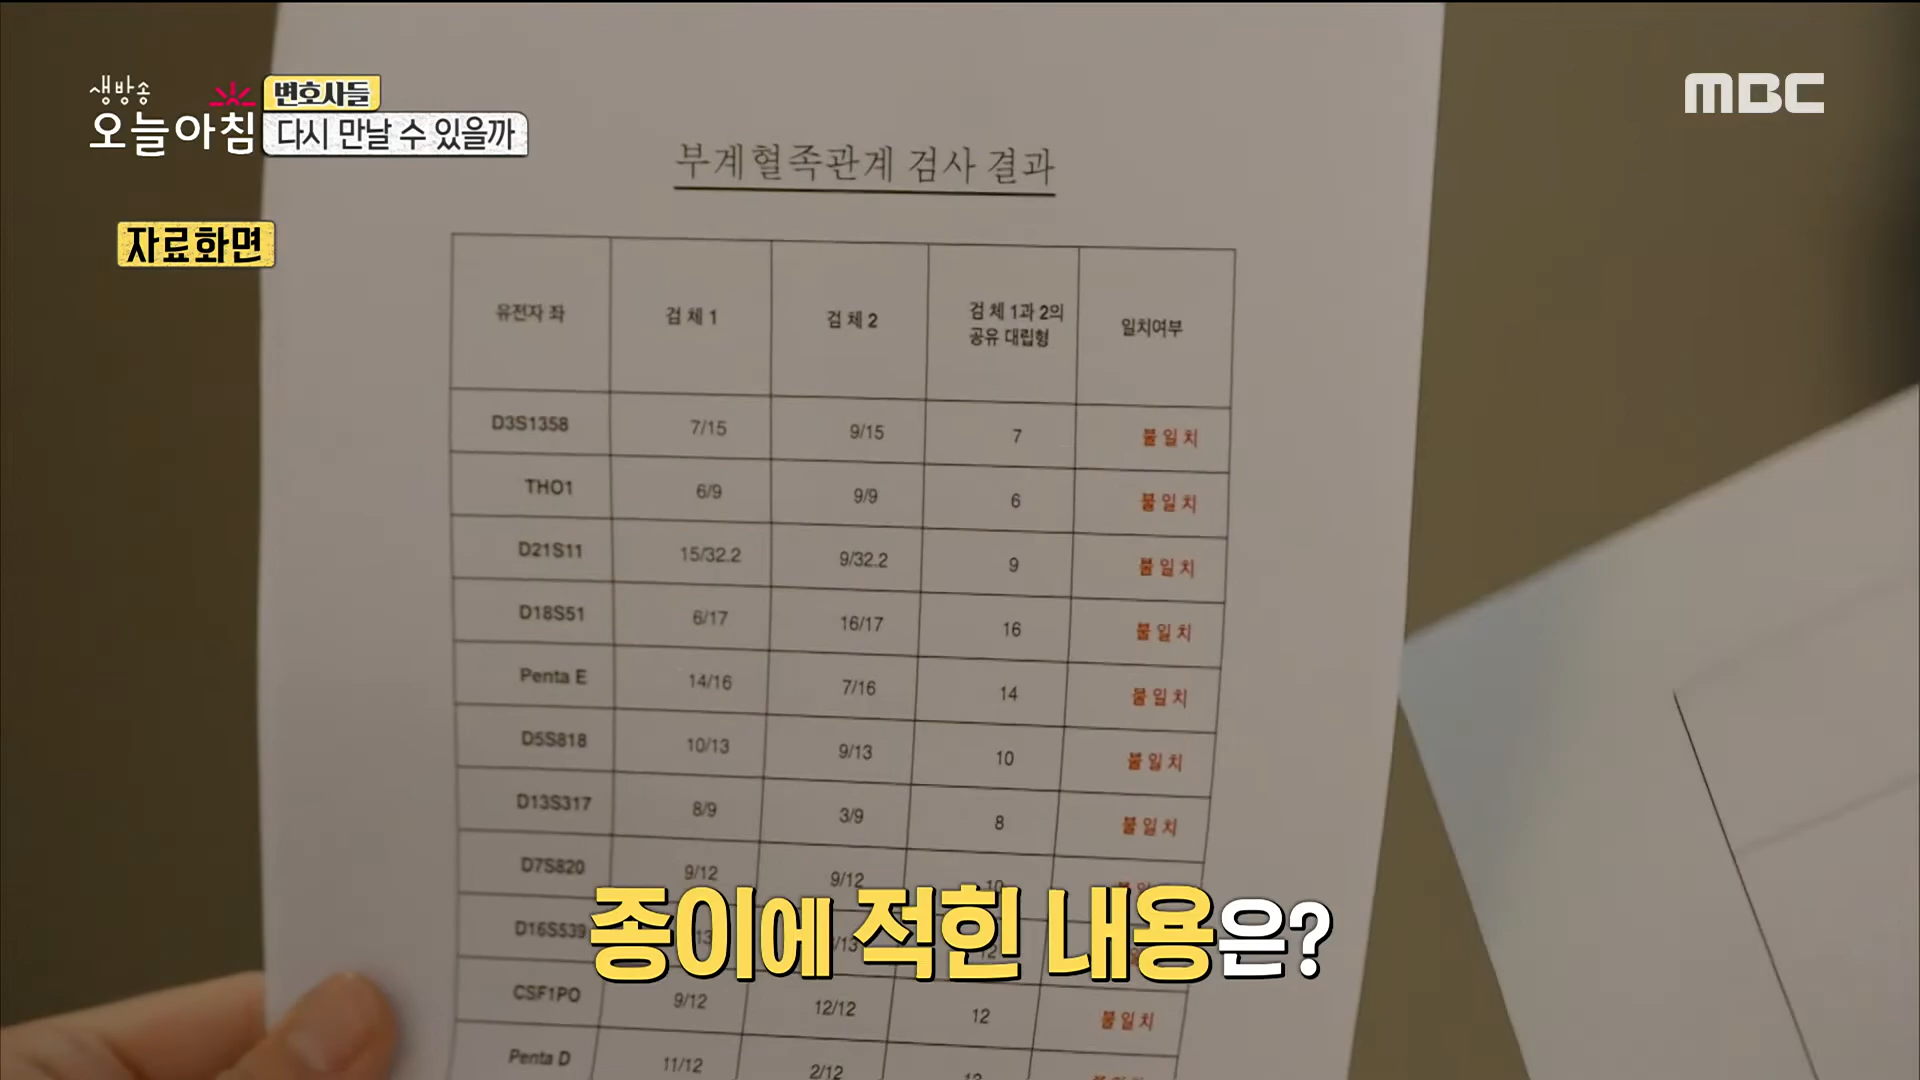 생방송
오늘아침
변호사들
다시 만날 수 있을까
MBC
자료화면
부계혈족관계 검사 결과
유전자 좌 검 체 1 검 체 2 검 체 1과 2의 공유 대립형 일치여부
D3S1358 7/15 9/15 7 불 일 치
THO1 6/9 9/9 6 불 일 치
D21S11 15/32.2 9/32.2 9 불 일 치
D18S51 6/17 16/17 16 불 일 치
Penta E 14/16 7/16 14 불 일 치
D5S818 10/13 9/13 10 불 일 치
D13S317 8/9 3/9 8 불 일 치
D7S820 9/12 9/12 10
D16S539 12
종이에 적힌 내용은?
CSF1PO 9/12 12/12 12 불 일 치
Penta D 11/12 2/12